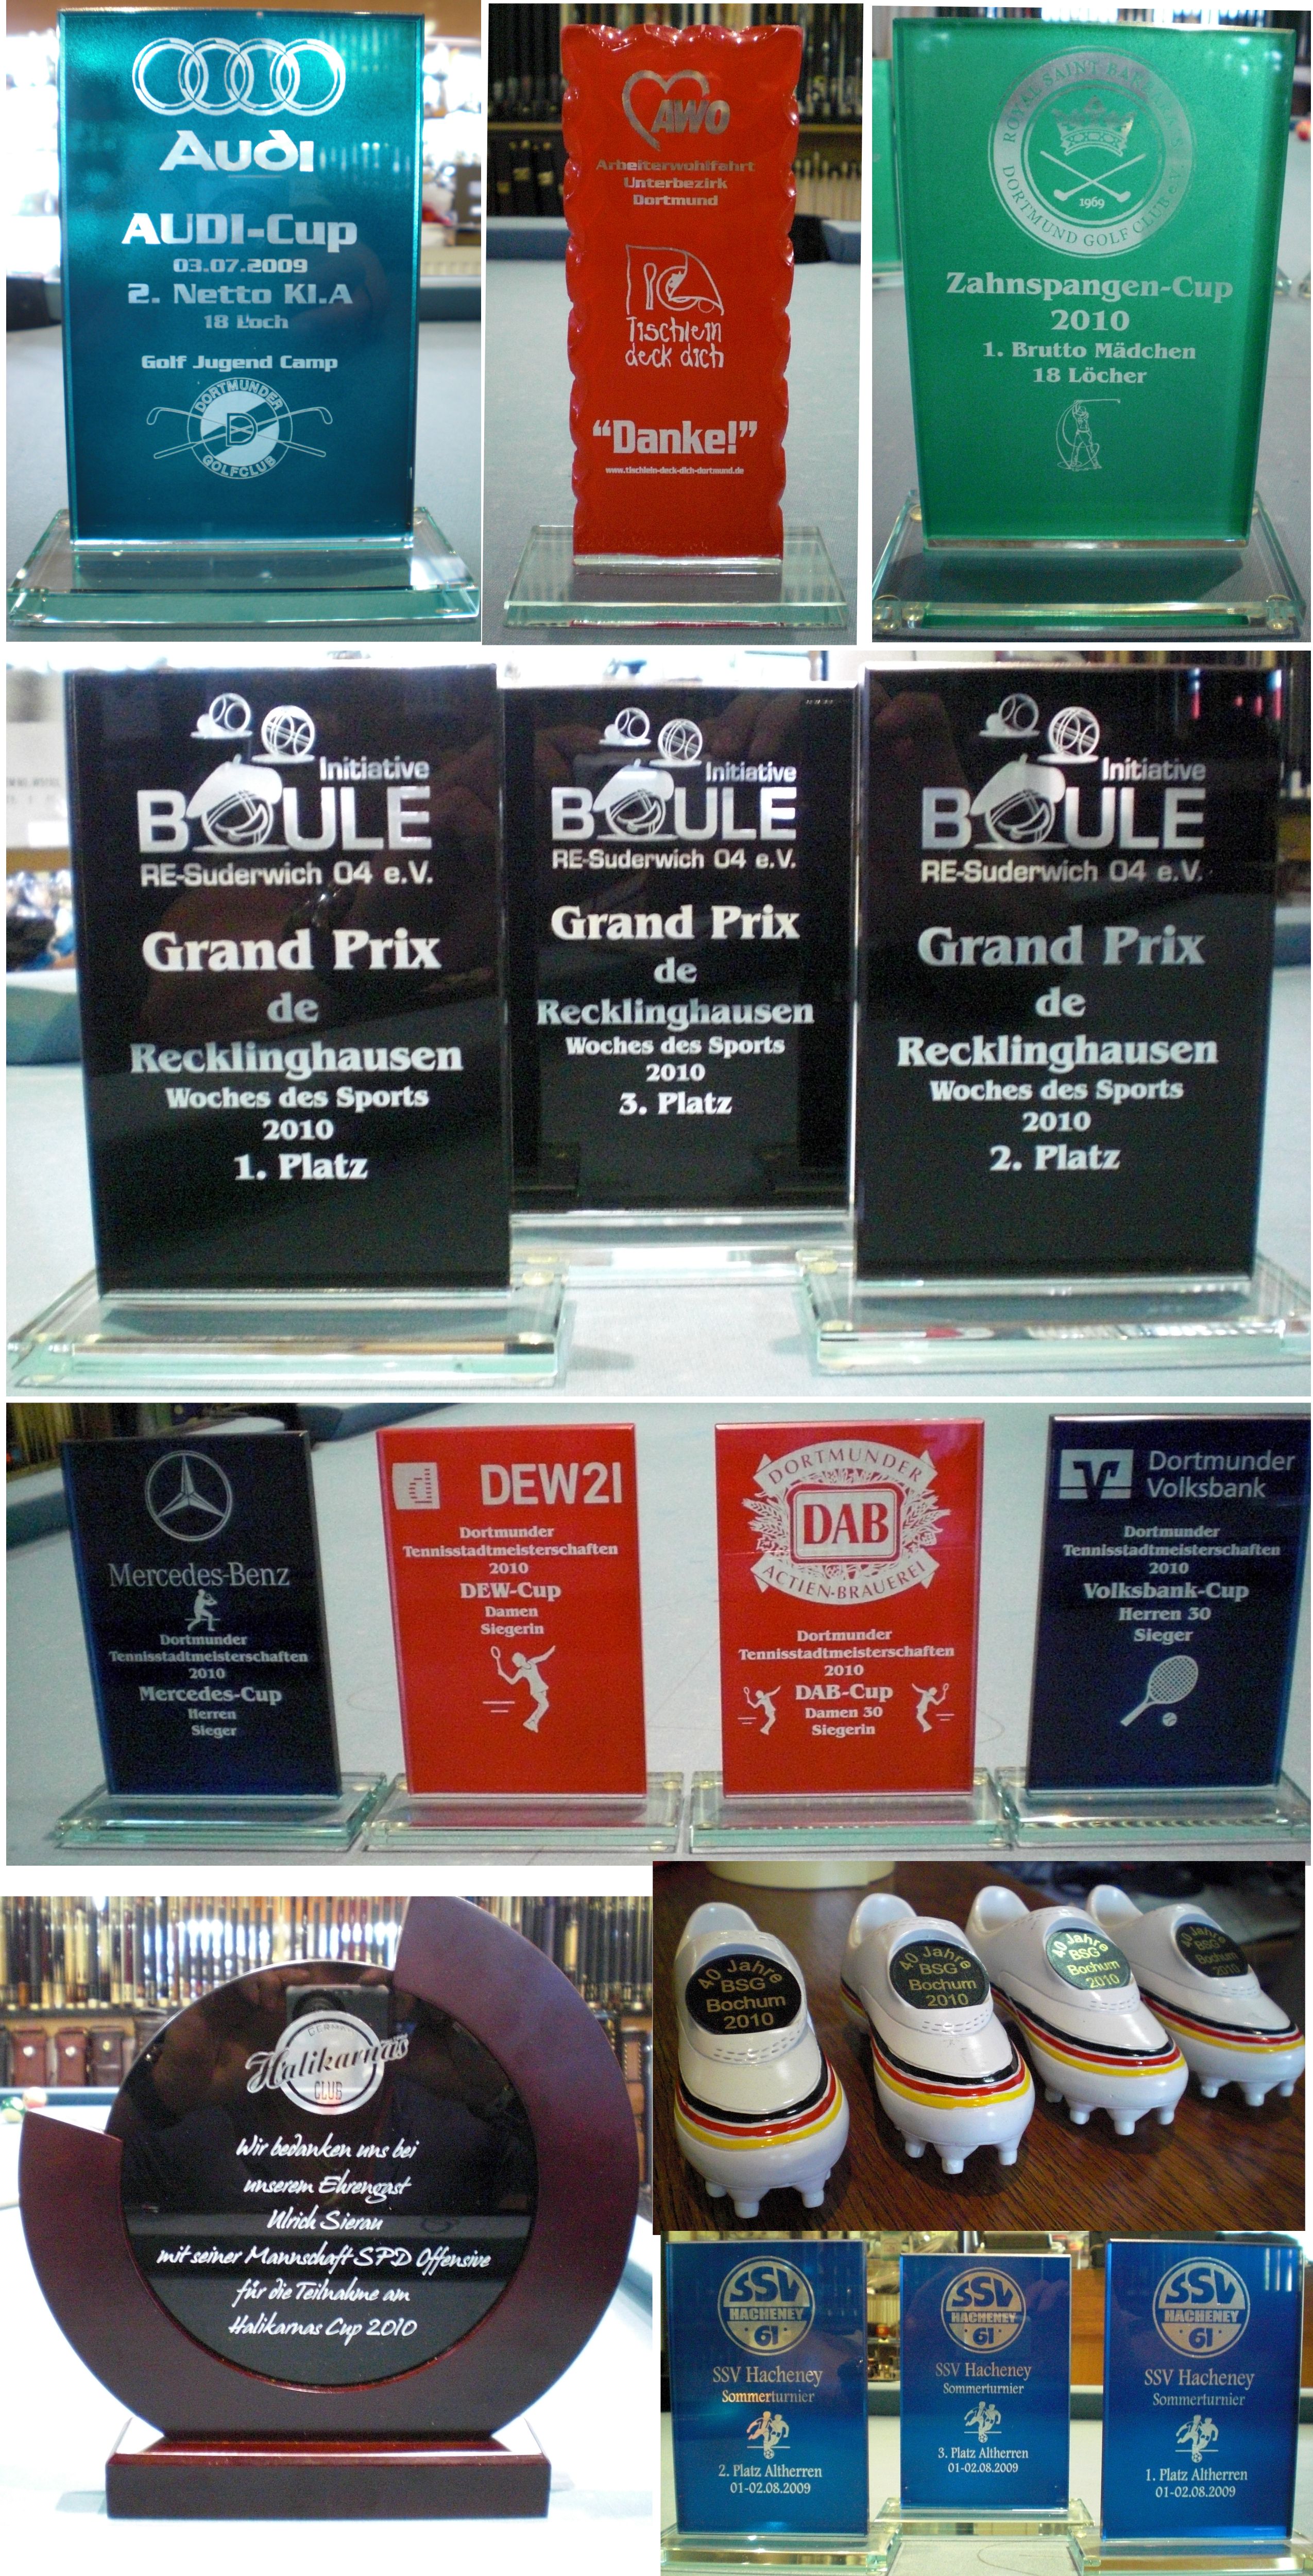 Audi
AUDI-Cup
03.07.2009
2. Netto Kl.A
18 Loch
Golf Jugend Camp
DORTMUNDER
D
GOLFCLUB
AWO
Arbeiterwohlfahrt
Unterbezirk
Dortmund
Tischlein
deck dich
“Danke!”
www.tischlein-deck-dich-dortmund.de
ROYAL SAINT
DORTMUND GOLF CLUB e.V.
1969
Zahnspangen-Cup
2010
1. Brutto Mädchen
18 Löcher
Initiative
BOULE
RE-Suderwich 04 e.V.
Grand Prix
de
Recklinghausen
Woches des Sports
2010
1. Platz
Initiative
BOULE
RE-Suderwich 04 e.V.
Grand Prix
de
Recklinghausen
Woches des Sports
2010
3. Platz
Initiative
BOULE
RE-Suderwich 04 e.V.
Grand Prix
de
Recklinghausen
Woches des Sports
2010
2. Platz
Mercedes-Benz
Dortmunder
Tennisstadtmeisterschaften
2010
Mercedes-Cup
Herren
Sieger
d DEW21
Dortmunder
Tennisstadtmeisterschaften
2010
DEW-Cup
Damen
Siegerin
DORTMUNDER
DAB
ACTIEN-BRAUEREI
Dortmunder
Tennisstadtmeisterschaften
2010
DAB-Cup
Damen 30
Siegerin
Dortmunder
Volksbank
Dortmunder
Tennisstadtmeisterschaften
2010
Volksbank-Cup
Herren 30
Sieger
Halikarnas
CLUB
Wir bedanken uns bei
unserem Ehrengast
Ulrich Sierau
mit seiner Mannschaft SPD Offensive
für die Teilnahme am
Halikarnas Cup 2010
40 Jahre
BSG
Bochum
2010
40 Jahre
BSG
Bochum
2010
40 Jahre
BSG
Bochum
2010
40 Jahre
BSG
Bochum
2010
SSV
HACHENEY
61
SSV Hacheney
Sommerturnier
2. Platz Altherren
01-02.08.2009
SSV
HACHENEY
61
SSV Hacheney
Sommerturnier
3. Platz Altherren
01-02.08.2009
SSV
HACHENEY
61
SSV Hacheney
Sommerturnier
1. Platz Altherren
01-02.08.2009